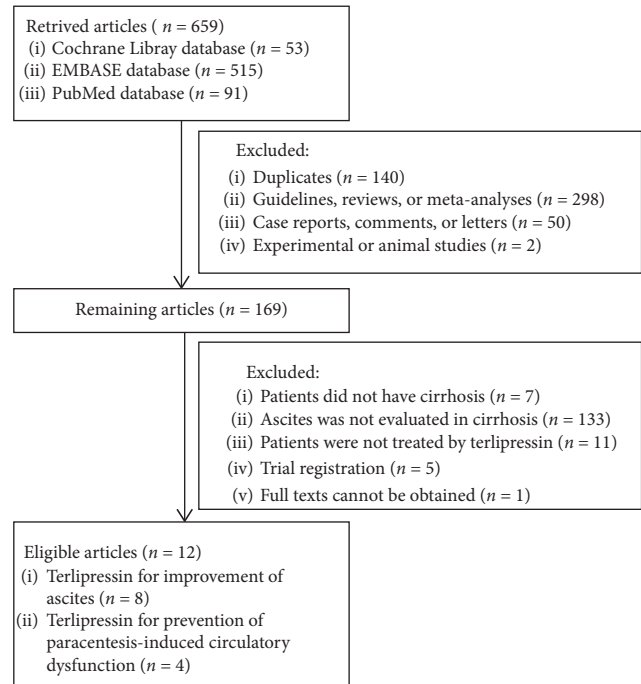 Retrived articles ( n = 659)
(i) Cochrane Libray database (n = 53)
(ii) EMBASE database (n = 515)
(iii) PubMed database (n = 91)
Excluded:
(i) Duplicates (n = 140)
(ii) Guidelines, reviews, or meta-analyses (n = 298)
(iii) Case reports, comments, or letters (n = 50)
(iv) Experimental or animal studies (n = 2)
Remaining articles (n = 169)
Excluded:
(i) Patients did not have cirrhosis (n = 7)
(ii) Ascites was not evaluated in cirrhosis (n = 133)
(iii) Patients were not treated by terlipressin (n = 11)
(iv) Trial registration (n = 5)
(v) Full texts cannot be obtained (n = 1)
Eligible articles (n = 12)
(i) Terlipressin for improvement of
ascites (n = 8)
(ii) Terlipressin for prevention of
paracentesis-induced circulatory
dysfunction (n = 4)